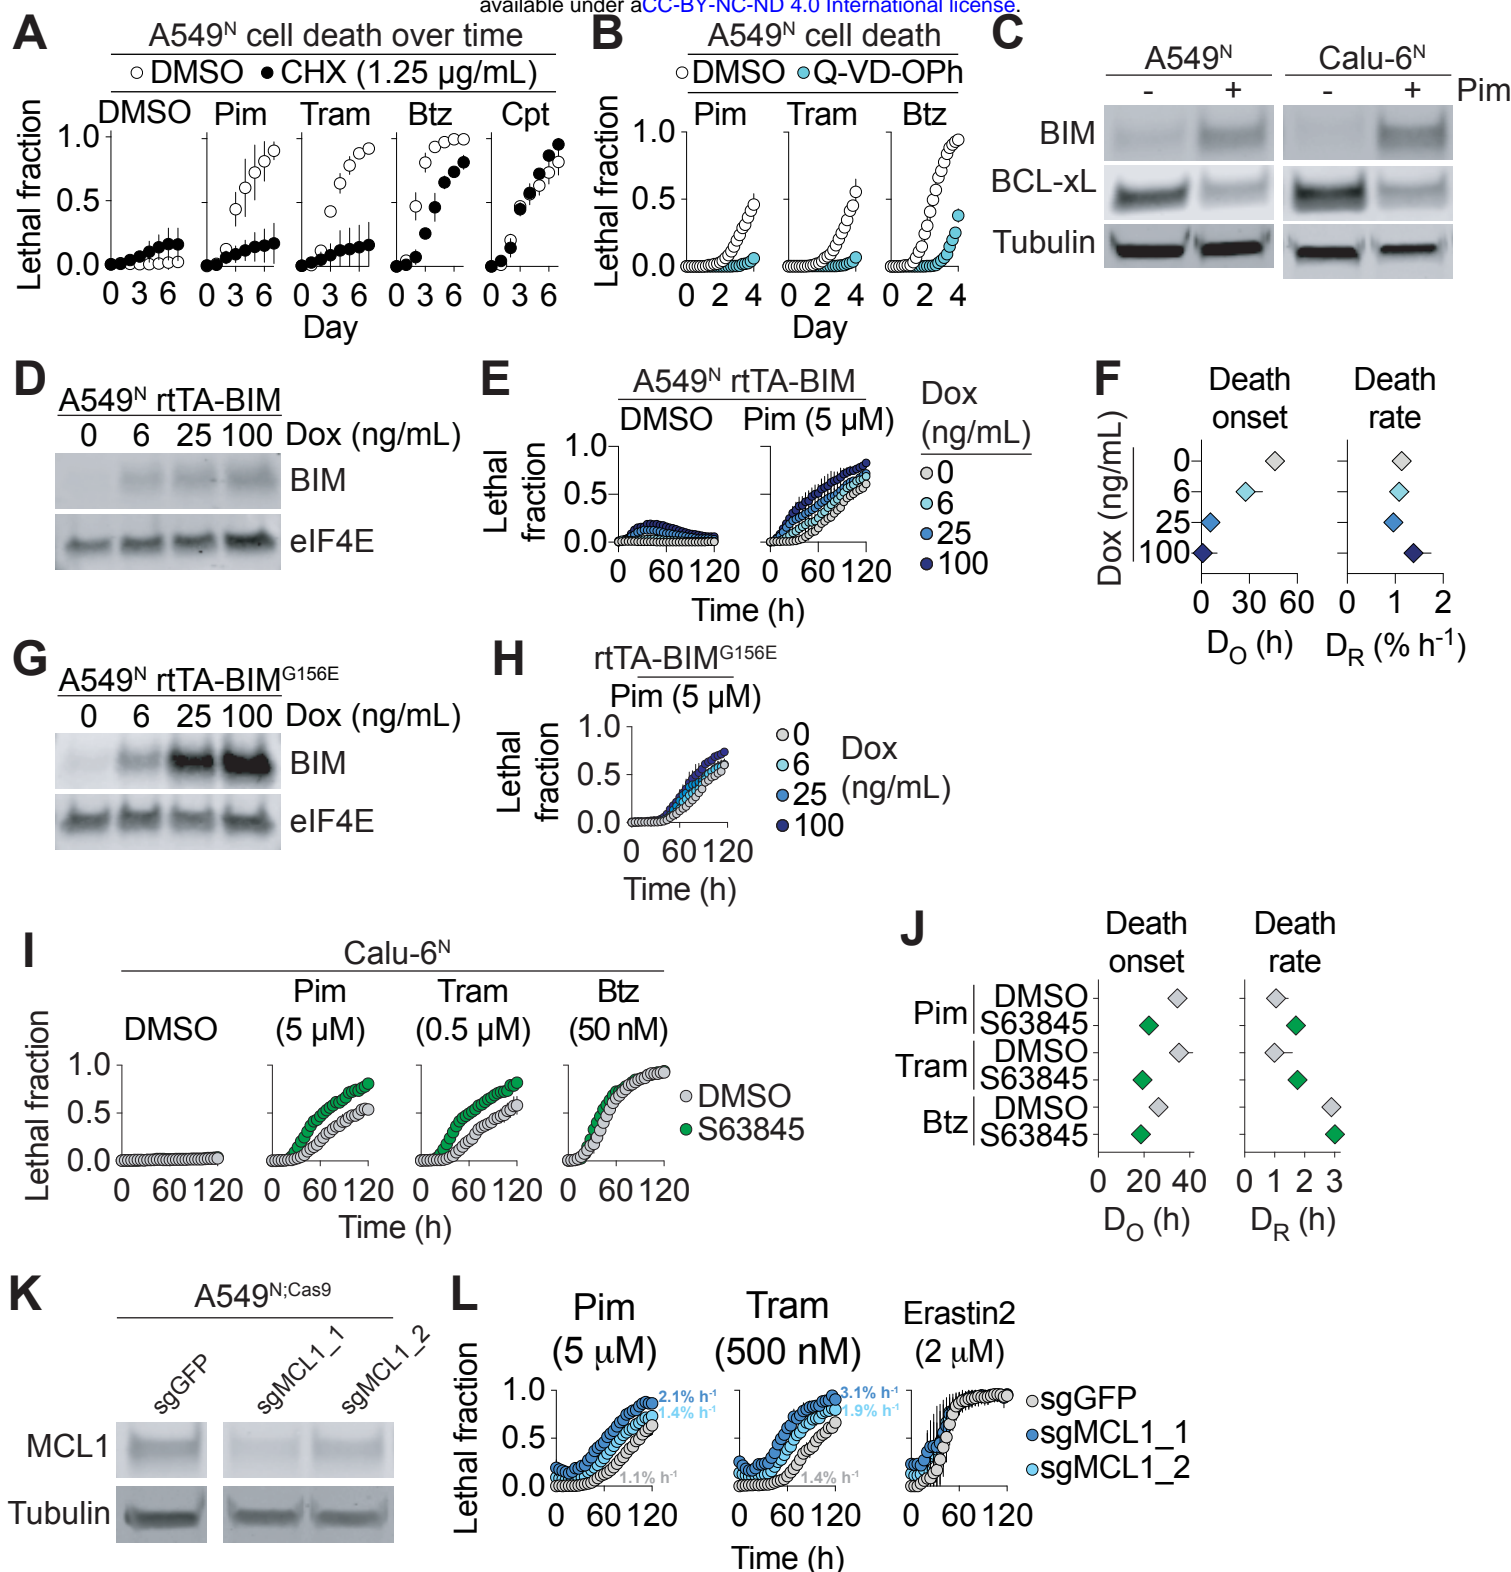 available under aCC-BY-NC-ND 4.0 International license.
A
A549N cell death over time
DMSO CHX (1.25 µg/mL)
DMSO Pim Tram Btz Cpt
Lethal fraction
1.0
0.5
0.0
0 3 6 0 3 6 0 3 6 0 3 6 0 3 6
Day
B
A549N cell death
DMSO Q-VD-OPh
Pim Tram Btz
Lethal fraction
1.0
0.5
0.0
0 2 4 0 2 4 0 2 4
Day
C
A549N Calu-6N
- + - + Pim
BIM
BCL-xL
Tubulin
D
A549N rtTA-BIM
0 6 25 100 Dox (ng/mL)
BIM
eIF4E
E
A549N rtTA-BIM
DMSO Pim (5 µM)
Lethal
fraction
1.0
0.5
0.0
0 60 120 0 60 120
Time (h)
Dox
(ng/mL)
0
6
25
100
F
Death
onset
Death
rate
Dox (ng/mL)
0
6
25
100
0 30 60 0 1 2
DO (h) DR (% h-1)
G
A549N rtTA-BIMG156E
0 6 25 100 Dox (ng/mL)
BIM
eIF4E
H
rtTA-BIMG156E
Pim (5 µM)
Lethal
fraction
1.0
0.5
0.0
0 60 120
Time (h)
0
6
25
100
Dox
(ng/mL)
I
Calu-6N
DMSO
Pim
(5 µM)
Tram
(0.5 µM)
Btz
(50 nM)
Lethal fraction
1.0
0.5
0.0
0 60 120 0 60 120 0 60 120 0 60 120
Time (h)
DMSO
S63845
J
Death
onset
Death
rate
Pim
DMSO
S63845
Tram
DMSO
S63845
Btz
DMSO
S63845
0 20 40 0 1 2 3
DO (h) DR (h)
K
A549N;Cas9
sgGFP sgMCL1_1 sgMCL1_2
MCL1
Tubulin
L
Pim
(5 µM)
Tram
(500 nM)
Erastin2
(2 µM)
Lethal fraction
1.0
0.5
0.0
2.1% h-1
1.4% h-1
1.1% h-1
3.1% h-1
1.9% h-1
1.4% h-1
0 60 120 0 60 120 0 60 120
Time (h)
sgGFP
sgMCL1_1
sgMCL1_2